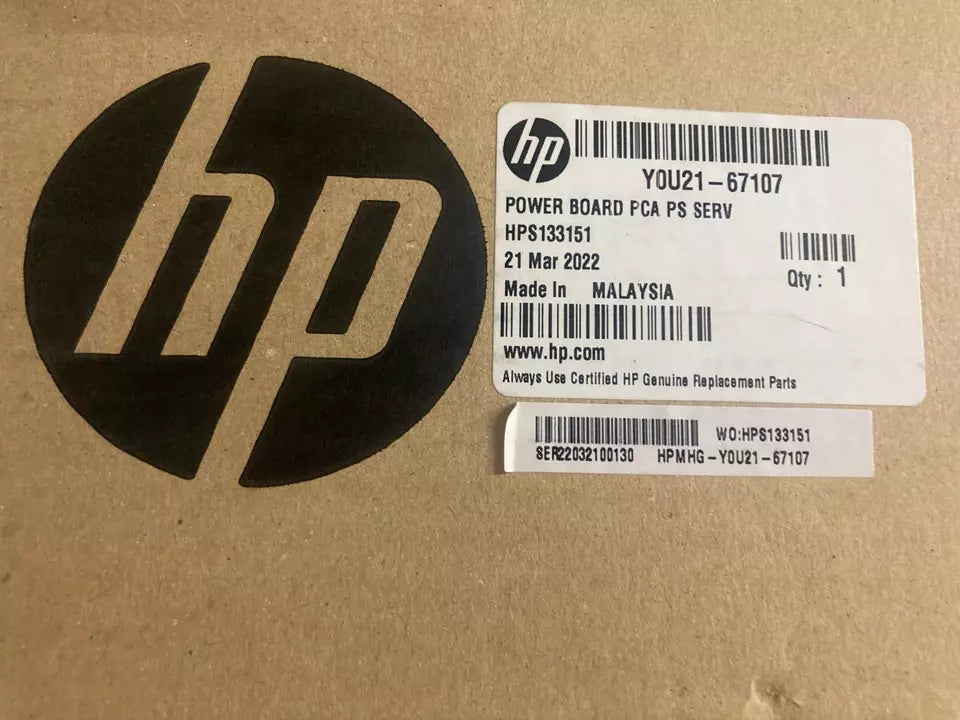 hp
hp
Y0U21-67107
POWER BOARD PCA PS SERV
HPS133151
21 Mar 2022
Qty : 1
Made In MALAYSIA
www.hp.com
Always Use Certified HP Genuine Replacement Parts
WO:HPS133151
SER22032100130 HPMHG-Y0U21-67107